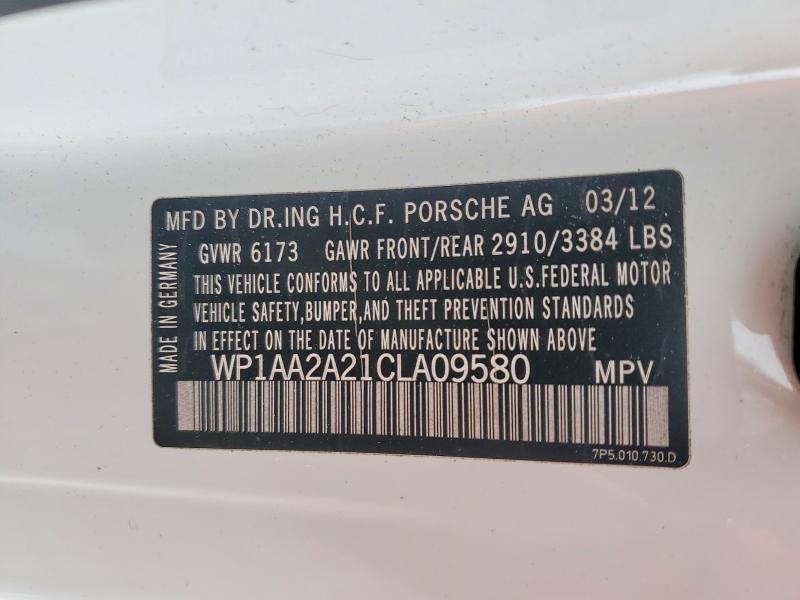 MFD BY DR.ING H.C.F. PORSCHE AG 03/12
GVWR 6173 GAWR FRONT/REAR 2910/3384 LBS
THIS VEHICLE CONFORMS TO ALL APPLICABLE U.S.FEDERAL MOTOR
VEHICLE SAFETY,BUMPER,AND THEFT PREVENTION STANDARDS
IN EFFECT ON THE DATE OF MANUFACTURE SHOWN ABOVE.
WP1AA2A21CLA09580 MPV
7P5.010.730.D
MADE IN GERMANY